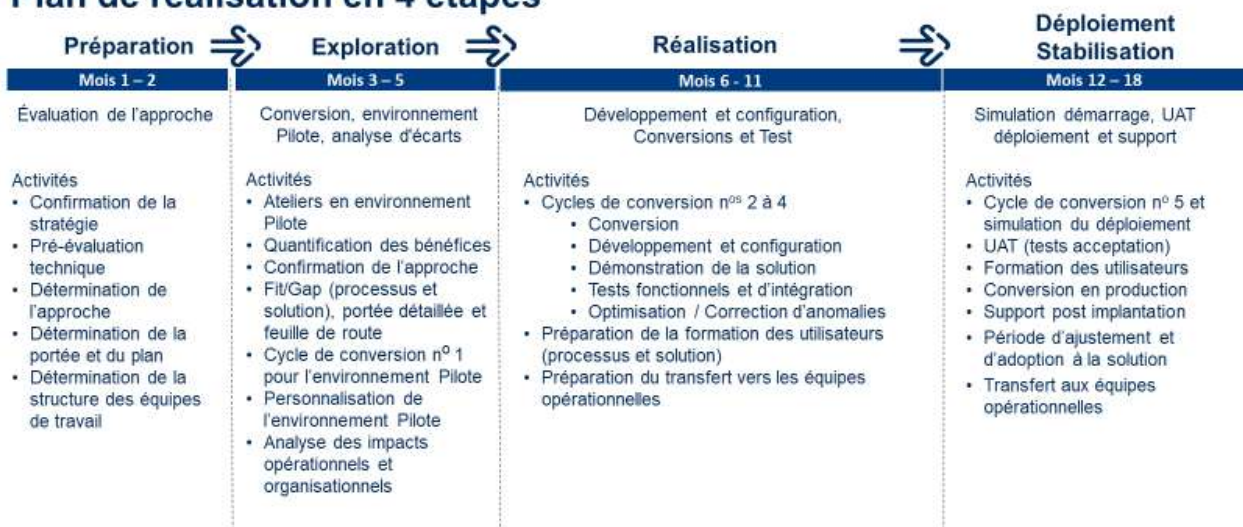 Plan de réalisation en 4 étapes
Préparation
Mois 1 – 2
Évaluation de l'approche
Activités
• Confirmation de la
stratégie
• Pré-évaluation
technique
• Détermination de
l'approche
• Détermination de la
portée et du plan
• Détermination de la
structure des équipes
de travail
Exploration
Mois 3 – 5
Conversion, environnement
Pilote, analyse d'écarts
Activités
• Ateliers en environnement
Pilote
• Quantification des bénéfices
• Confirmation de l'approche
• Fit/Gap (processus et
solution), portée détaillée et
feuille de route
• Cycle de conversion nº 1
pour l'environnement Pilote
• Personnalisation de
l'environnement Pilote
• Analyse des impacts
opérationnels et
organisationnels
Réalisation
Mois 6 - 11
Développement et configuration,
Conversions et Test
Activités
• Cycles de conversion nos 2 à 4
• Conversion
• Développement et configuration
• Démonstration de la solution
• Tests fonctionnels et d'intégration
• Optimisation / Correction d'anomalies
• Préparation de la formation des utilisateurs
(processus et solution)
• Préparation du transfert vers les équipes
opérationnelles
Déploiement
Stabilisation
Mois 12 – 18
Simulation démarrage, UAT
déploiement et support
Activités
• Cycle de conversion nº 5 et
simulation du déploiement
• UAT (tests acceptation)
• Formation des utilisateurs
• Conversion en production
• Support post implantation
• Période d'ajustement et
d'adoption à la solution
• Transfert aux équipes
opérationnelles